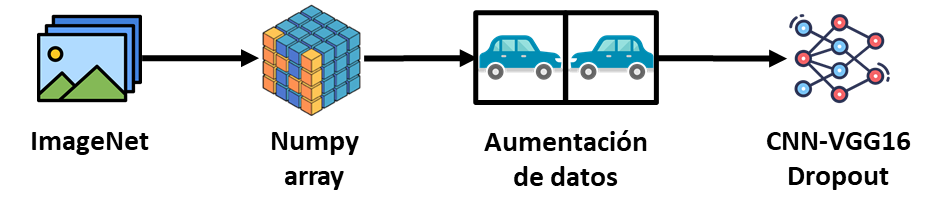 ImageNet
Numpy
array
Aumentación
de datos
CNN-VGG16
Dropout